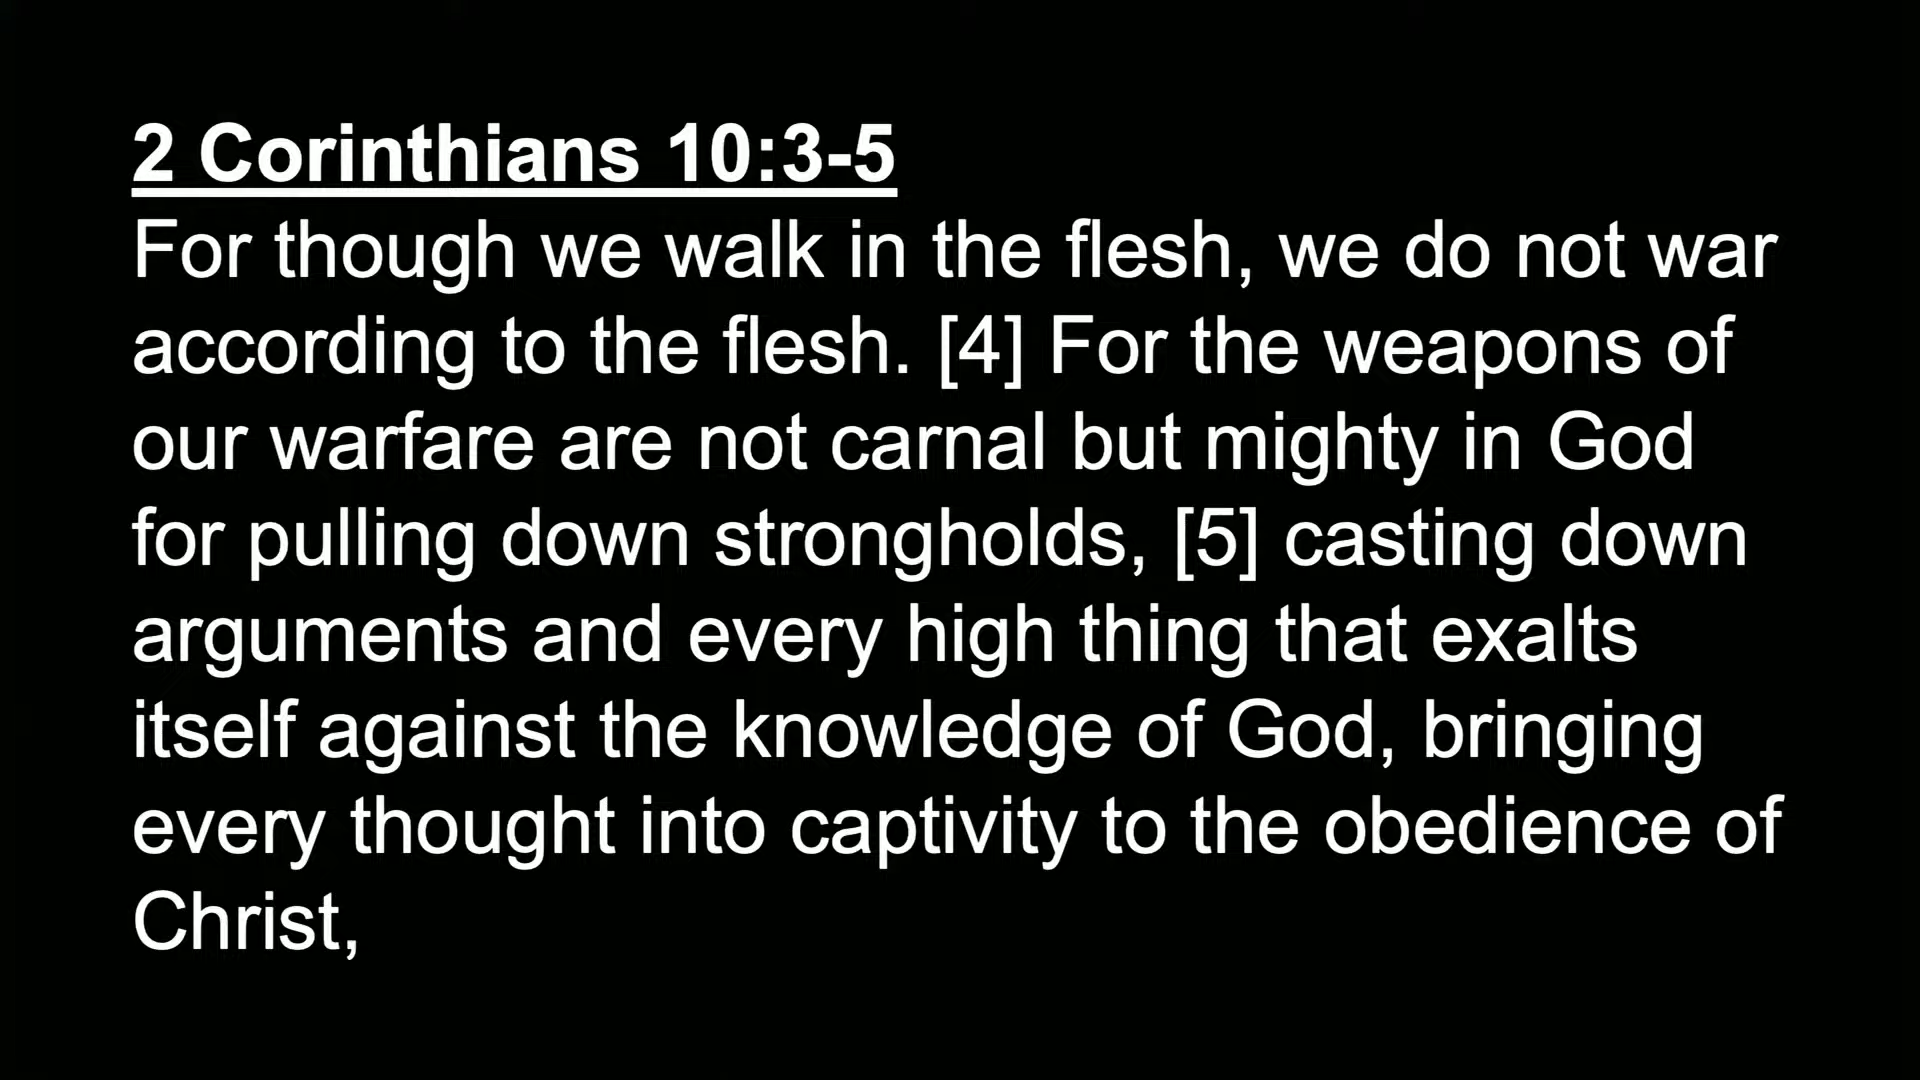 2 Corinthians 10:3-5
For though we walk in the flesh, we do not war
according to the flesh. [4] For the weapons of
our warfare are not carnal but mighty in God
for pulling down strongholds, [5] casting down
arguments and every high thing that exalts
itself against the knowledge of God, bringing
every thought into captivity to the obedience of
Christ,